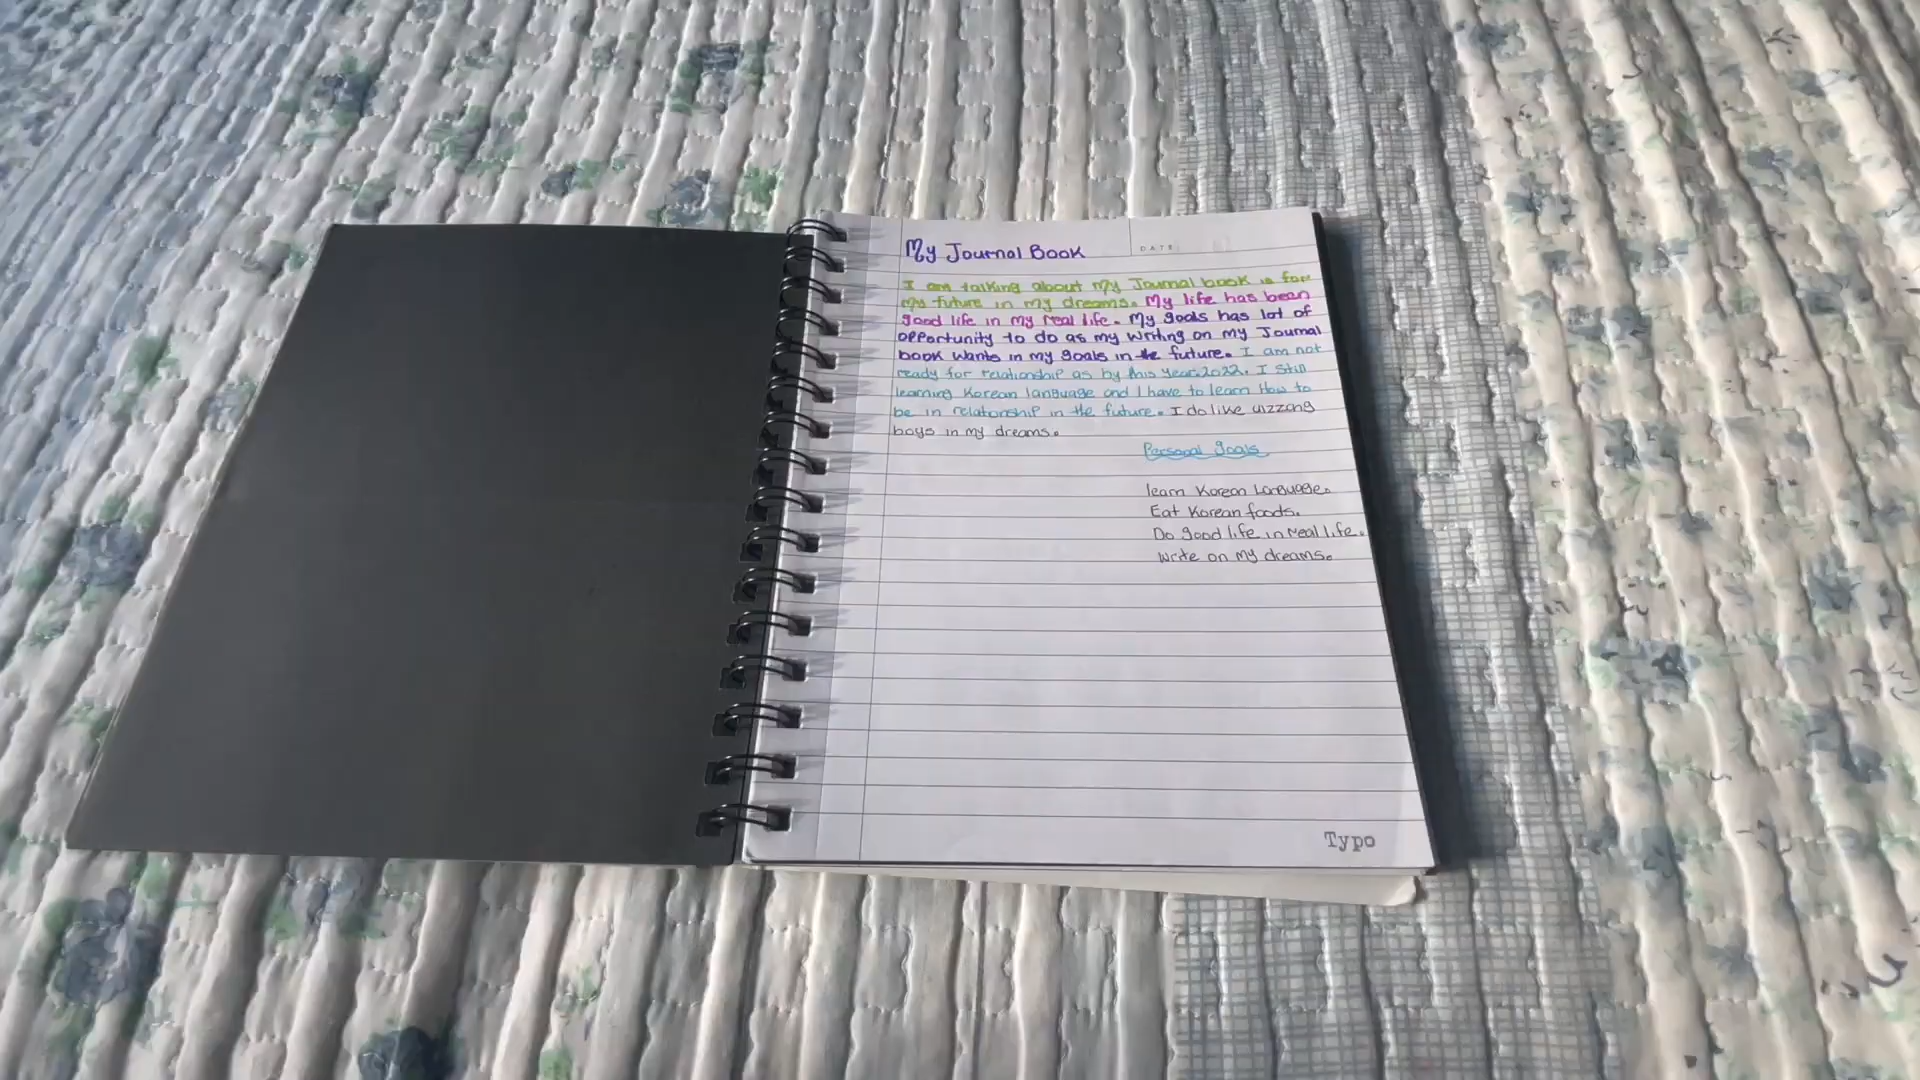 My Journal Book
DATE:
I am talking about my Journal book is for
my future in my dreams. My life has been
good life in my real life. My goals has lot of
opportunity to do as my writing on my Journal
book wants in my goals in the future. I am not
ready for relationship as by this year 2022. I still
learning Korean language and I have to learn how to
be in relationship in the future. I do like
boys in my dreams.
Personal goals
learn Korean Language.
Eat Korean foods.
Do good life in real life.
Write on my dreams.
Typo